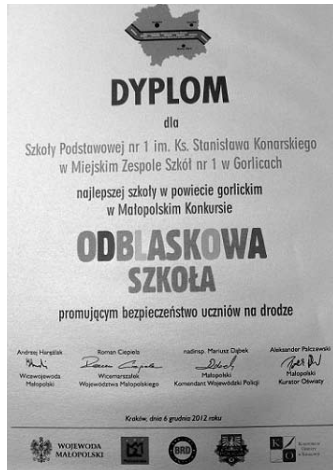 DYPLOM
dla
Szkoły Podstawowej nr 1 im. Ks. Stanisława Konarskiego
w Miejskim Zespole Szkół nr 1 w Gorlicach
najlepszej szkoły w powiecie gorlickim
w Małopolskim Konkursie
ODBLASKOWA
SZKOŁA
promującym bezpieczeństwo uczniów na drodze
Andrzej Harężlak
Wicewojewoda
Małopolski
Roman Ciepiela
Wicemarszałek
Województwa Małopolskiego
nadinsp. Mariusz Dąbek
Małopolski
Komendant Wojewódzki Policji
Aleksander Palczewski
Małopolski
Kurator Oświaty
Kraków, dnia 6 grudnia 2012 roku
WOJEWODA
MAŁOPOLSKI
BRD
K
O